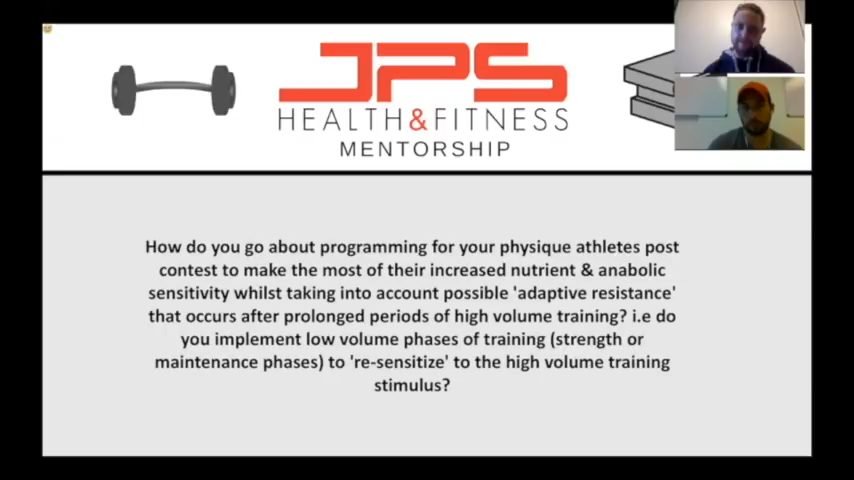 JPS
HEALTH&FITNESS
MENTORSHIP
How do you go about programming for your physique athletes post
contest to make the most of their increased nutrient & anabolic
sensitivity whilst taking into account possible 'adaptive resistance'
that occurs after prolonged periods of high volume training? i.e do
you implement low volume phases of training (strength or
maintenance phases) to 're-sensitize' to the high volume training
stimulus?